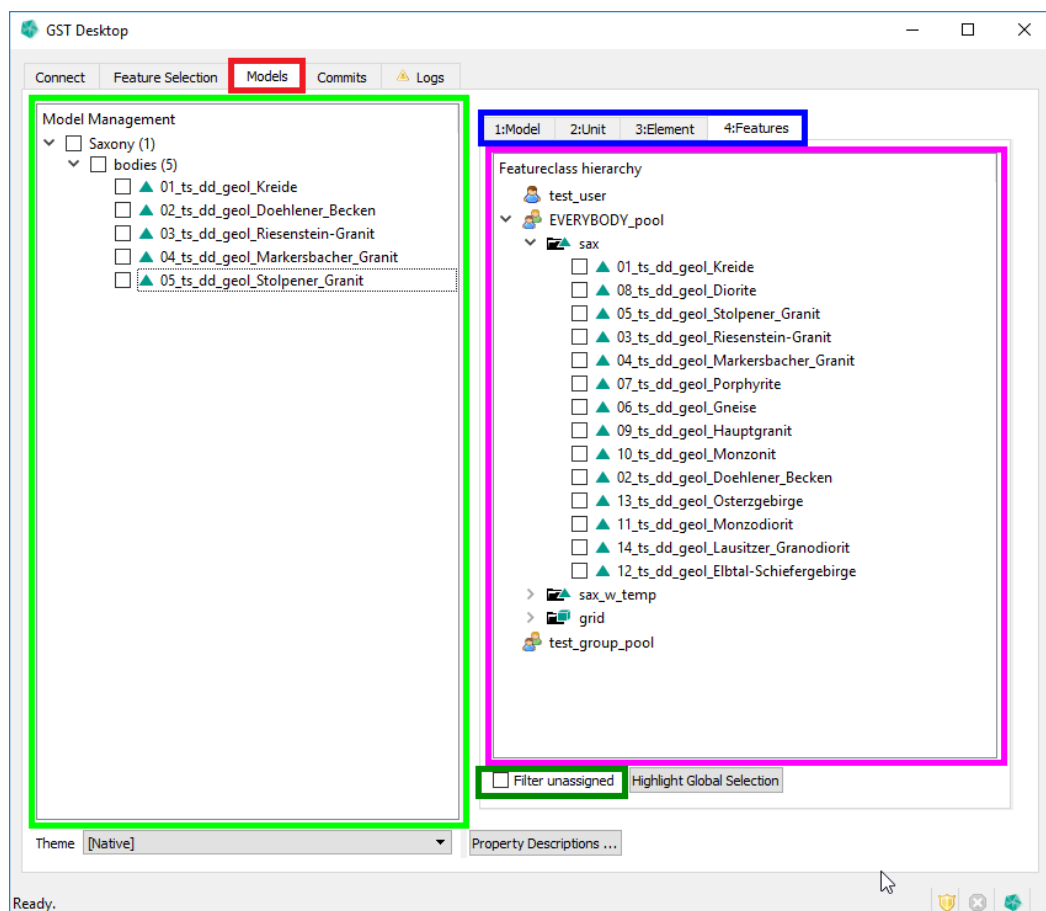 GST Desktop
Connect Feature Selection Models Commits Logs
Model Management
Saxony (1)
bodies (5)
01_ts_dd_geol_Kreide
02_ts_dd_geol_Doehlener_Becken
03_ts_dd_geol_Riesenstein-Granit
04_ts_dd_geol_Markersbacher_Granit
05_ts_dd_geol_Stolpener_Granit
1:Model 2:Unit 3:Element 4:Features
Featureclass hierarchy
test_user
EVERYBODY_pool
sax
01_ts_dd_geol_Kreide
08_ts_dd_geol_Diorite
05_ts_dd_geol_Stolpener_Granit
03_ts_dd_geol_Riesenstein-Granit
04_ts_dd_geol_Markersbacher_Granit
07_ts_dd_geol_Porphyrite
06_ts_dd_geol_Gneise
09_ts_dd_geol_Hauptgranit
10_ts_dd_geol_Monzonit
02_ts_dd_geol_Doehlener_Becken
13_ts_dd_geol_Osterzgebirge
11_ts_dd_geol_Monzodiorit
14_ts_dd_geol_Lausitzer_Granodiorit
12_ts_dd_geol_Elbtal-Schiefergebirge
sax_w_temp
grid
test_group_pool
Filter unassigned Highlight Global Selection
Theme [Native] Property Descriptions ...
Ready.